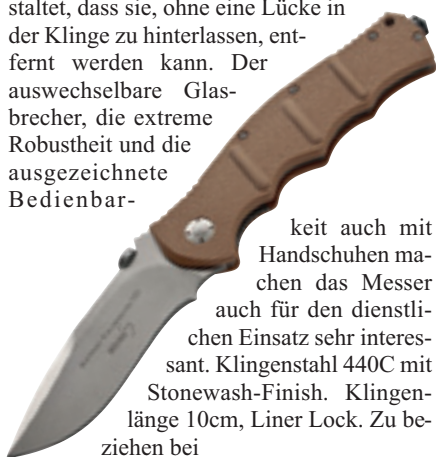 staltet, dass sie, ohne eine Lücke in
der Klinge zu hinterlassen, ent-
fernt werden kann. Der
auswechselbare Glas-
brecher, die extreme
Robustheit und die
ausgezeichnete
Bedienbar-
keit auch mit
Handschuhen ma-
chen das Messer
auch für den dienstli-
chen Einsatz sehr interes-
sant. Klingenstahl 440C mit
Stonewash-Finish. Klingen-
länge 10cm, Liner Lock. Zu be-
ziehen bei